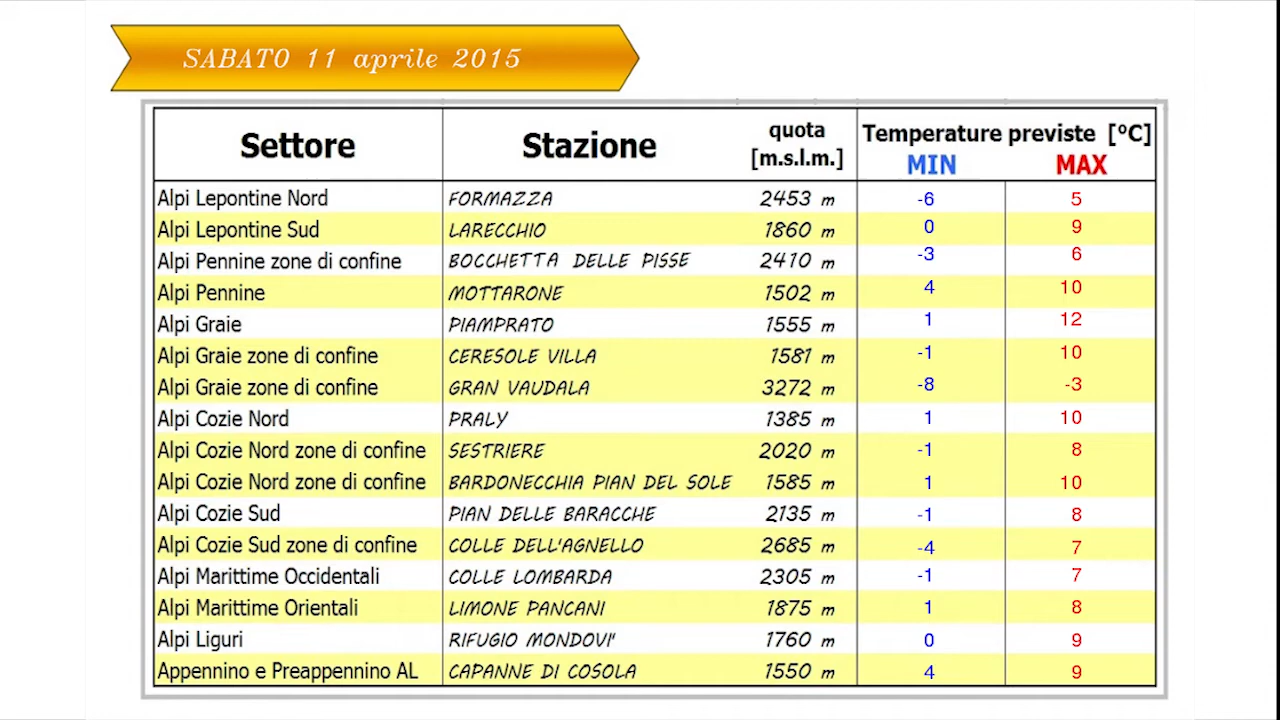 SABATO 11 aprile 2015
Settore Stazione quota [m.s.l.m.] Temperature previste [°C]
MIN MAX
Alpi Lepontine Nord FORMAZZA 2453 m -6 5
Alpi Lepontine Sud LARECCHIO 1860 m 0 9
Alpi Pennine zone di confine BOCCHETTA DELLE PISSE 2410 m -3 6
Alpi Pennine MOTTARONE 1502 m 4 10
Alpi Graie PIAMPRATO 1555 m 1 12
Alpi Graie zone di confine CERESOLE VILLA 1581 m -1 10
Alpi Graie zone di confine GRAN VAUDALA 3272 m -8 -3
Alpi Cozie Nord PRALY 1385 m 1 10
Alpi Cozie Nord zone di confine SESTRIERE 2020 m -1 8
Alpi Cozie Nord zone di confine BARDONECCHIA PIAN DEL SOLE 1585 m 1 10
Alpi Cozie Sud PIAN DELLE BARACCHE 2135 m -1 8
Alpi Cozie Sud zone di confine COLLE DELL'AGNELLO 2685 m -4 7
Alpi Marittime Occidentali COLLE LOMBARDA 2305 m -1 7
Alpi Marittime Orientali LIMONE PANCANI 1875 m 1 8
Alpi Liguri RIFUGIO MONDOVI' 1760 m 0 9
Appennino e Preappennino AL CAPANNE DI COSOLA 1550 m 4 9